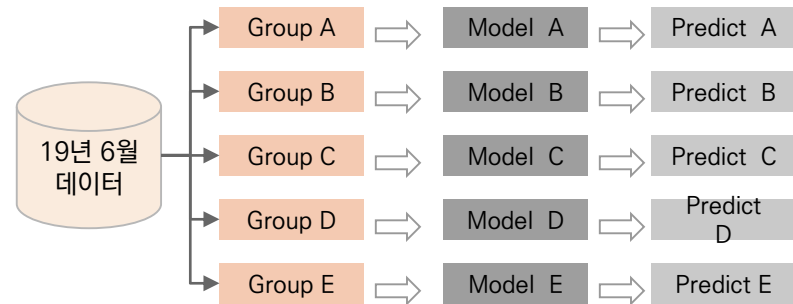 19년 6월
데이터
Group A
Model A
Predict A
Group B
Model B
Predict B
Group C
Model C
Predict C
Group D
Model D
Predict
D
Group E
Model E
Predict E